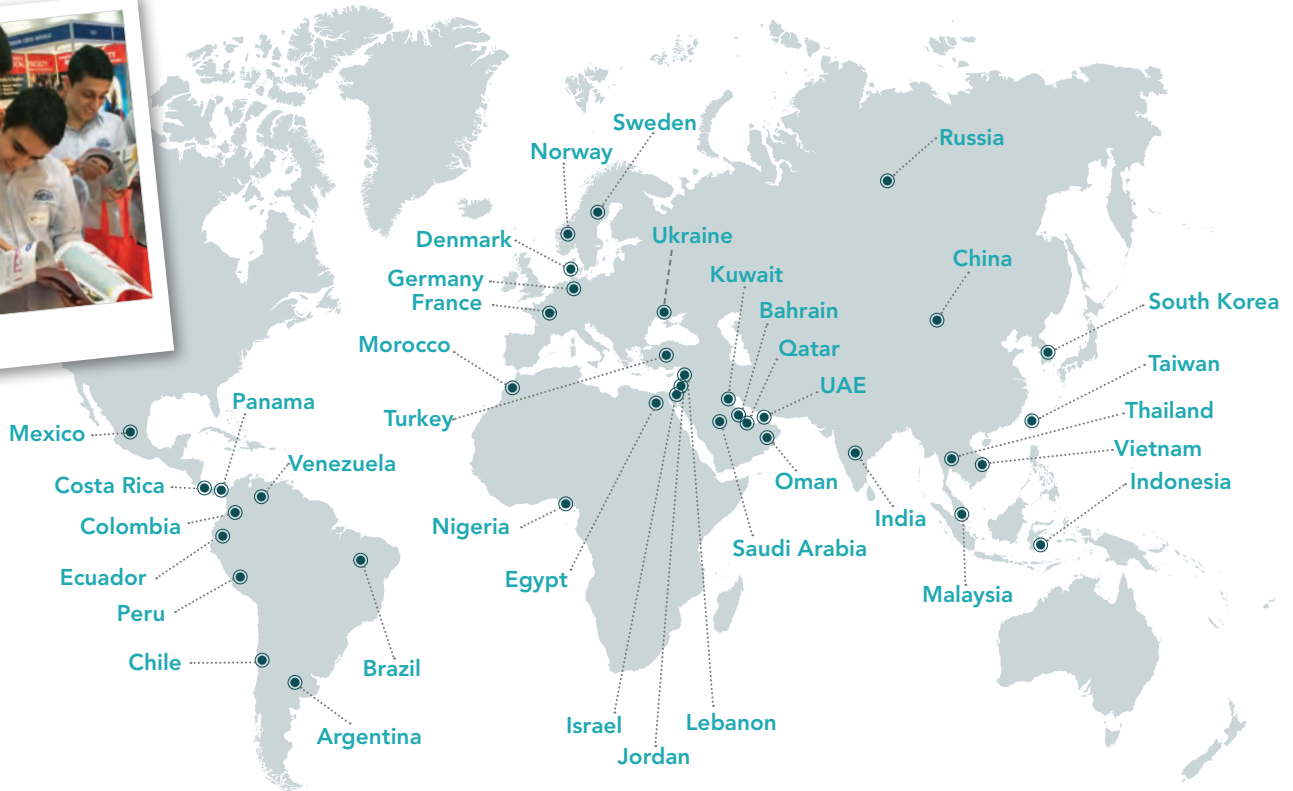 Sweden
Norway
Russia
Denmark
Ukraine
Germany
Kuwait
China
France
Bahrain
South Korea
Morocco
Qatar
Taiwan
Panama
UAE
Turkey
Thailand
Mexico
Vietnam
Venezuela
Costa Rica
Oman
Indonesia
Colombia
Nigeria
India
Saudi Arabia
Ecuador
Egypt
Malaysia
Peru
Chile
Brazil
Israel
Lebanon
Argentina
Jordan